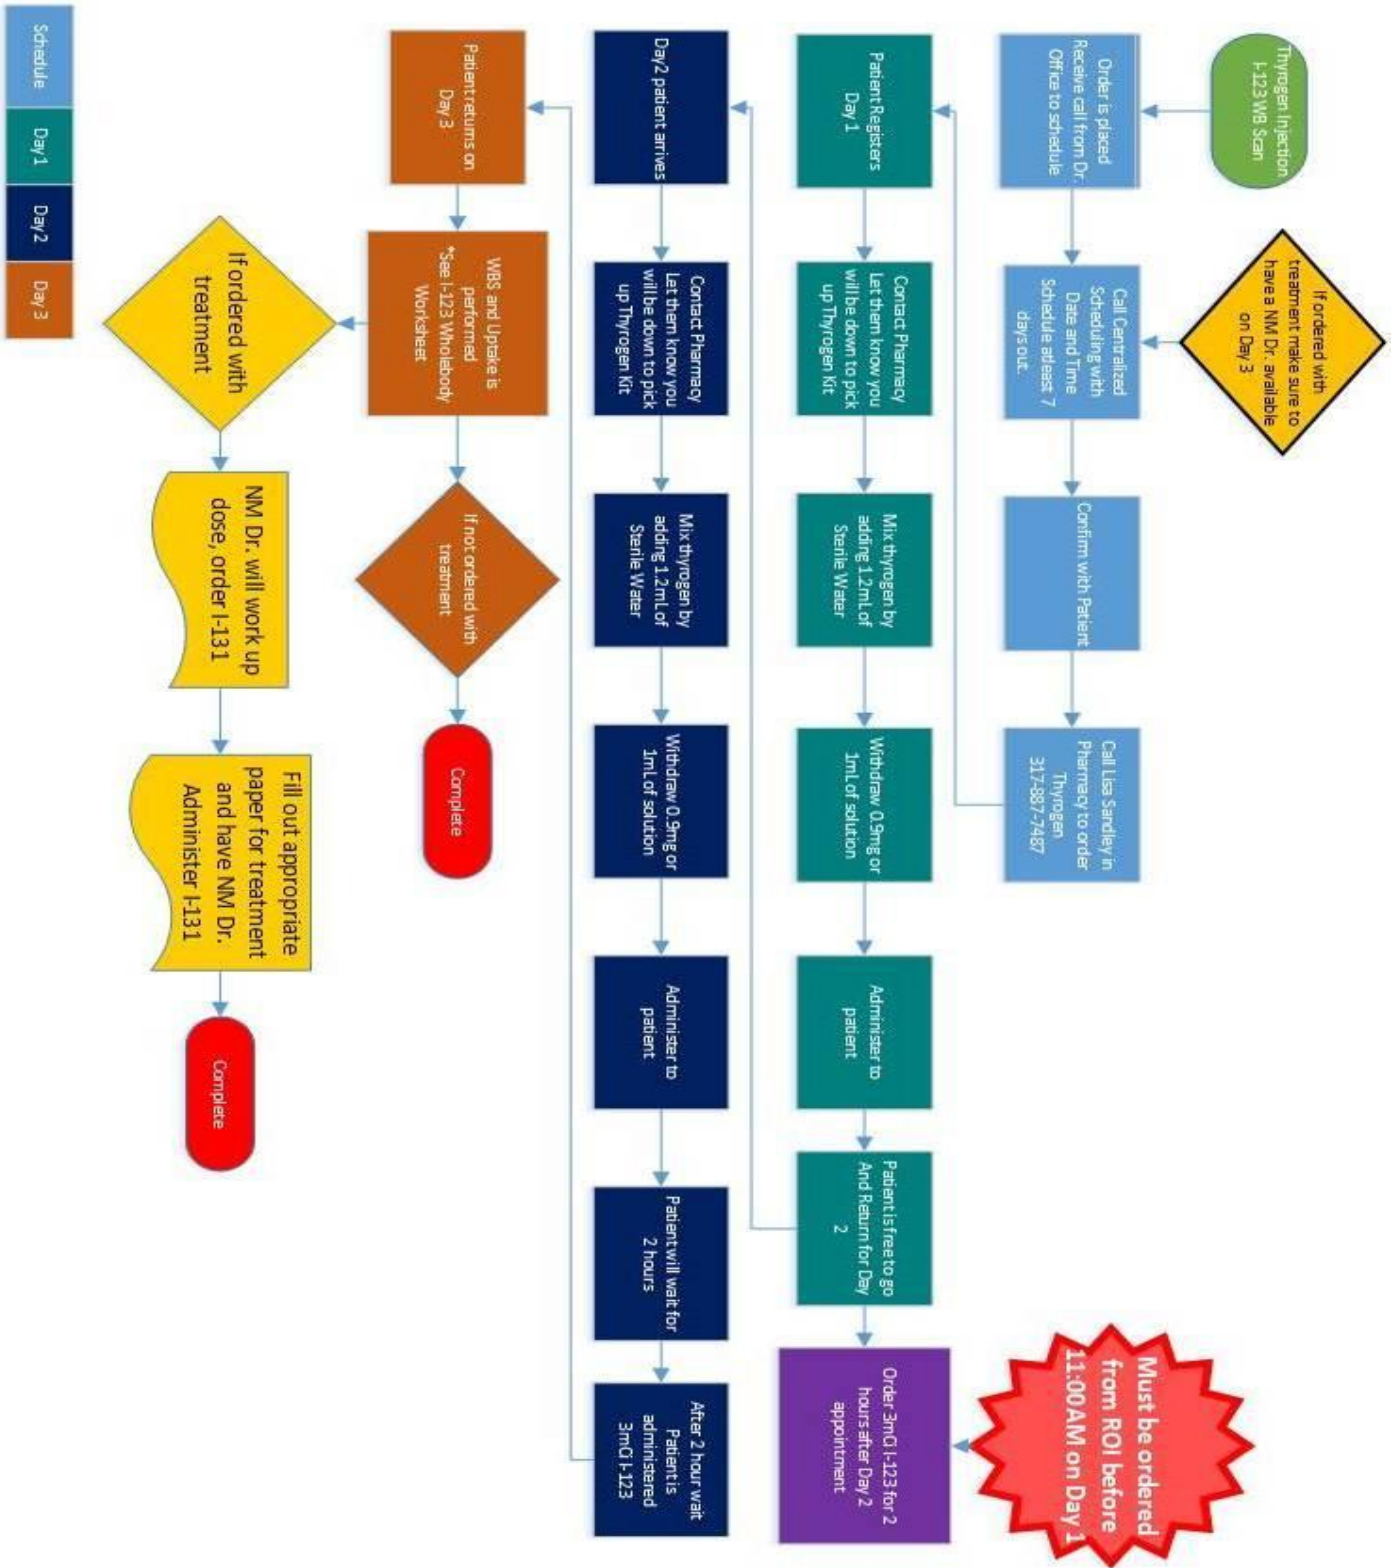 Thyrogen Injection
I-123 WB Scan
If ordered with
treatment make sure to
have a NM Dr. available
on Day 3
Must be ordered
from ROI before
11:00AM on Day 1
Order is placed
Receive call from Dr.
Office to schedule
Call Centralized
Scheduling with
Date and Time
Schedule atleast 7
days out.
Confirm with Patient
Call Lisa Sandley in
Pharmacy to order
Thyrogen
317-887-7487
Patient Registers
Day 1
Contact Pharmacy
Let them know you
will be down to pick
up Thyrogen Kit
Mix thyrogen by
adding 1.2mL of
Sterile Water
Withdraw 0.9mg or
1mL of solution
Administer to
patient
Patient is free to go
And Return for Day
2
Order 3mCi I-123 for 2
hours after Day 2
appointment
Day2 patient arrives
Contact Pharmacy
Let them know you
will be down to pick
up Thyrogen Kit
Mix thyrogen by
adding 1.2mL of
Sterile Water
Withdraw 0.9mg or
1mL of solution
Administer to
patient
Patient will wait for
2 hours
After 2 hour wait
Patient is
administered
3mCi I-123
Patient returns on
Day 3
WBS and Uptake is
performed
*See I-123 Wholebody
Worksheet
If not ordered with
treatment
Complete
If ordered with
treatment
NM Dr. will work up
dose, order I-131
Fill out appropriate
paper for treatment
and have NM Dr.
Administer I-131
Complete
Schedule
Day 1
Day 2
Day 3